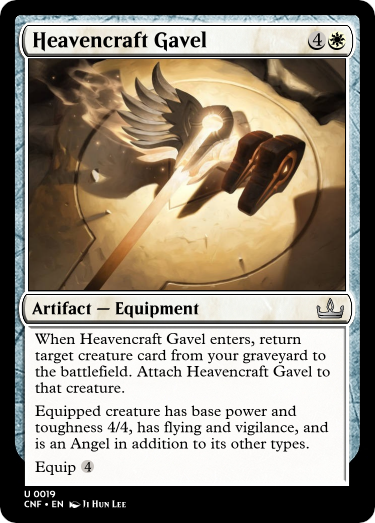 Heavencraft Gavel 4
Artifact — Equipment
When Heavencraft Gavel enters, return
target creature card from your graveyard to
the battlefield. Attach Heavencraft Gavel to
that creature.
Equipped creature has base power and
toughness 4/4, has flying and vigilance, and
is an Angel in addition to its other types.
Equip 4
U 0019
CNF • EN Ji Hun Lee